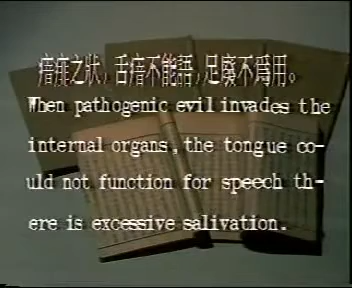 瘖痱之狀，舌瘖不能語，足廢不爲用。
When pathogenic evil invades the
internal organs, the tongue co-
uld not function for speech th-
ere is excessive salivation.